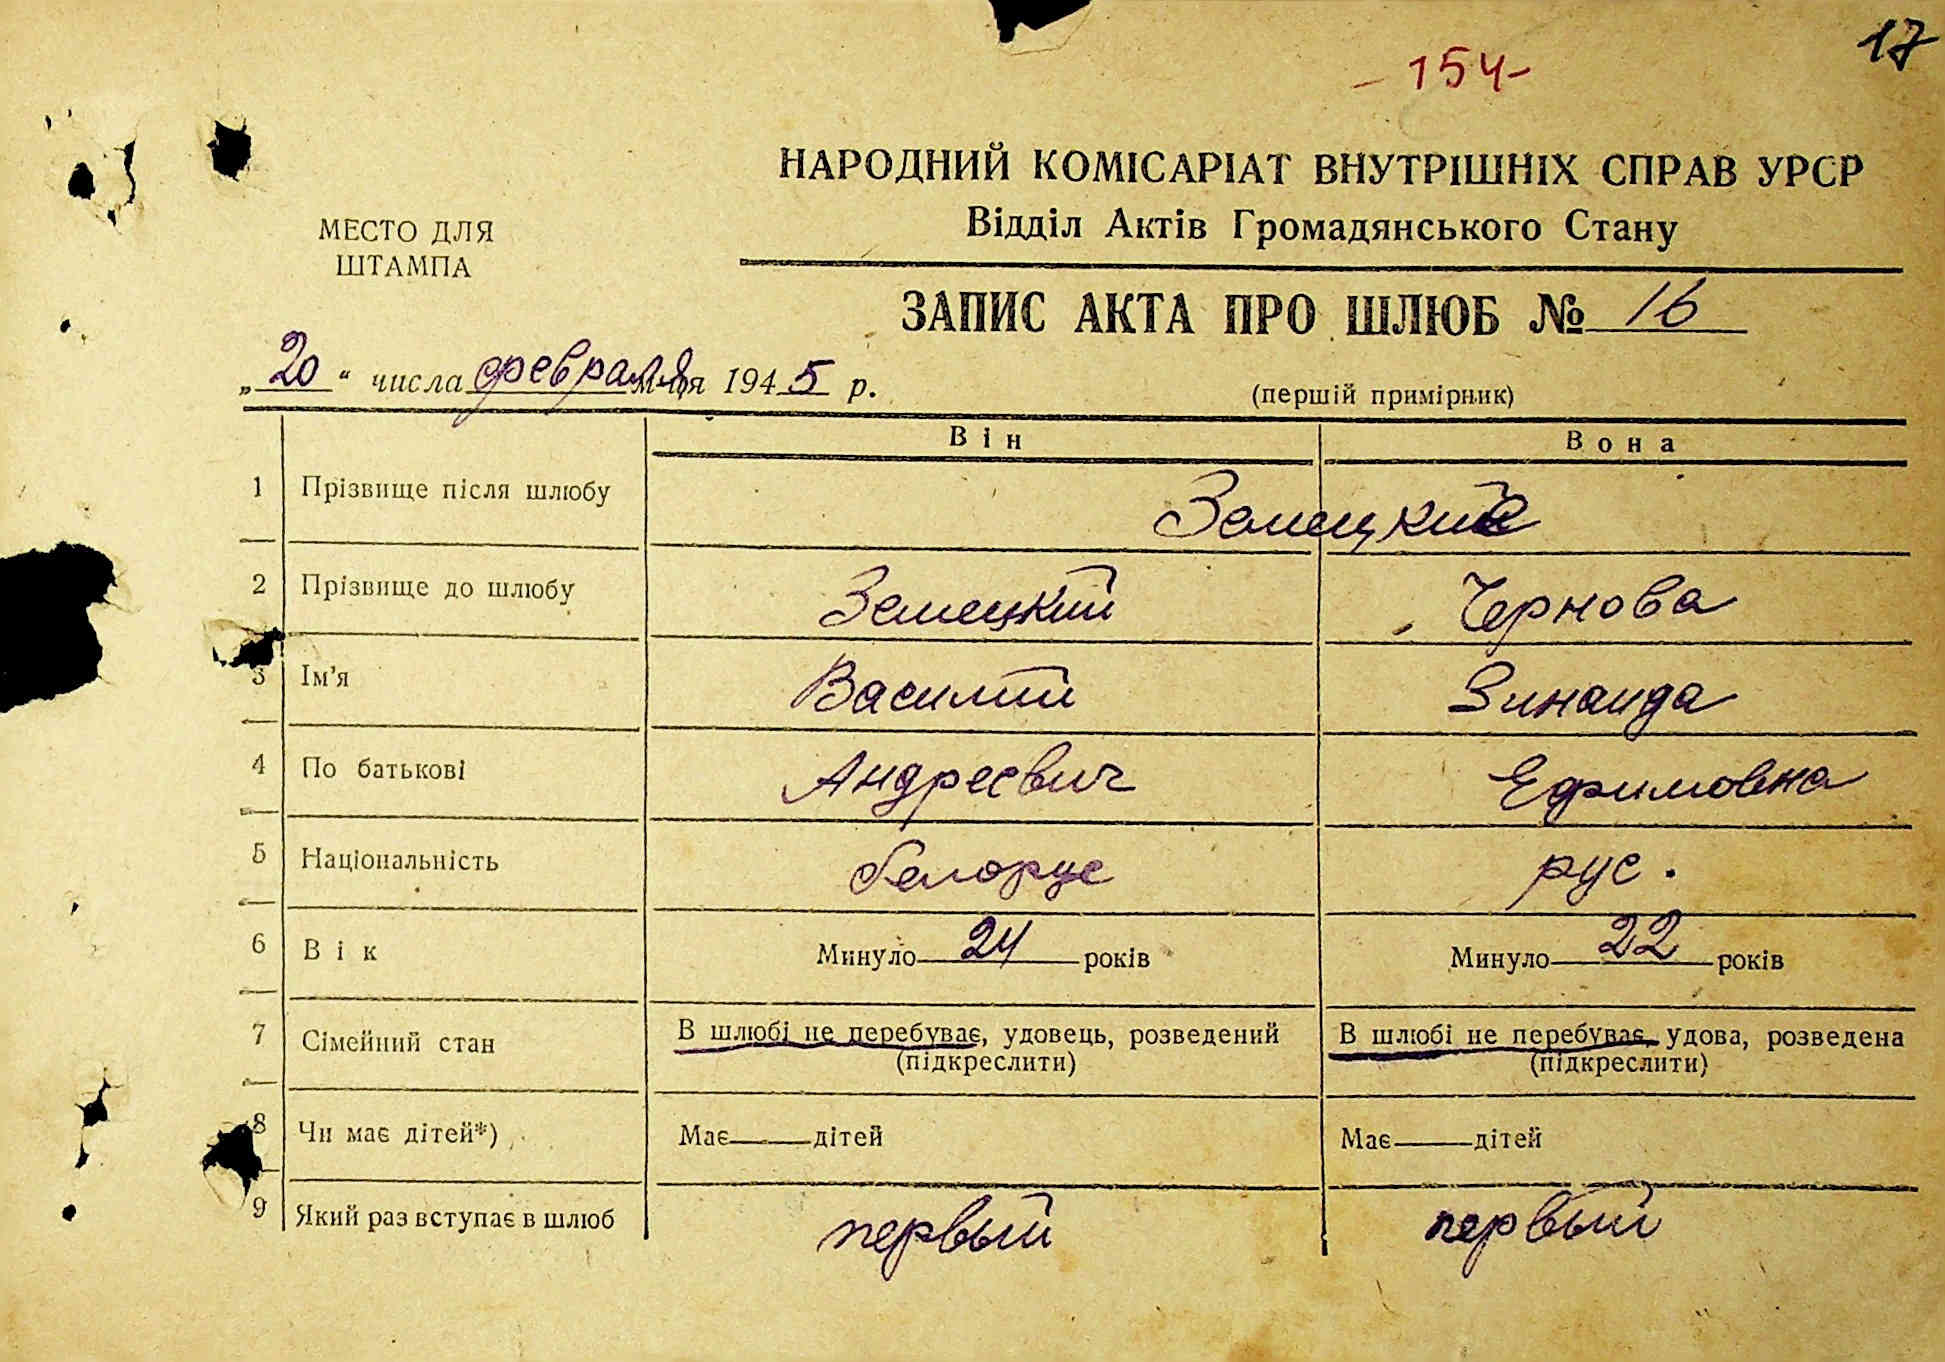 17
- 154 -
НАРОДНИЙ КОМІСАРІАТ ВНУТРІШНІХ СПРАВ УРСР
Відділ Актів Громадянського Стану
МЕСТО ДЛЯ
ШТАМПА
ЗАПИС АКТА ПРО ШЛЮБ № 16
„20“ числа февраля м-ця 1945 р.
(першій примірник)
Він Вона
1 Прізвище після шлюбу Земецкие
2 Прізвище до шлюбу Земецкий Чернова
3 Ім'я Василий Зинаида
4 По батькові Андреевич Ефимовна
5 Національність белорус рус.
6 Вік Минуло 24 років Минуло 22 років
7 Сімейний стан В шлюбі не перебуває, удовець, розведений В шлюбі не перебуває, удова, розведена
(підкреслити) (підкреслити)
8 Чи має дітей*) Має — дітей Має — дітей
9 Який раз вступає в шлюб первый первый